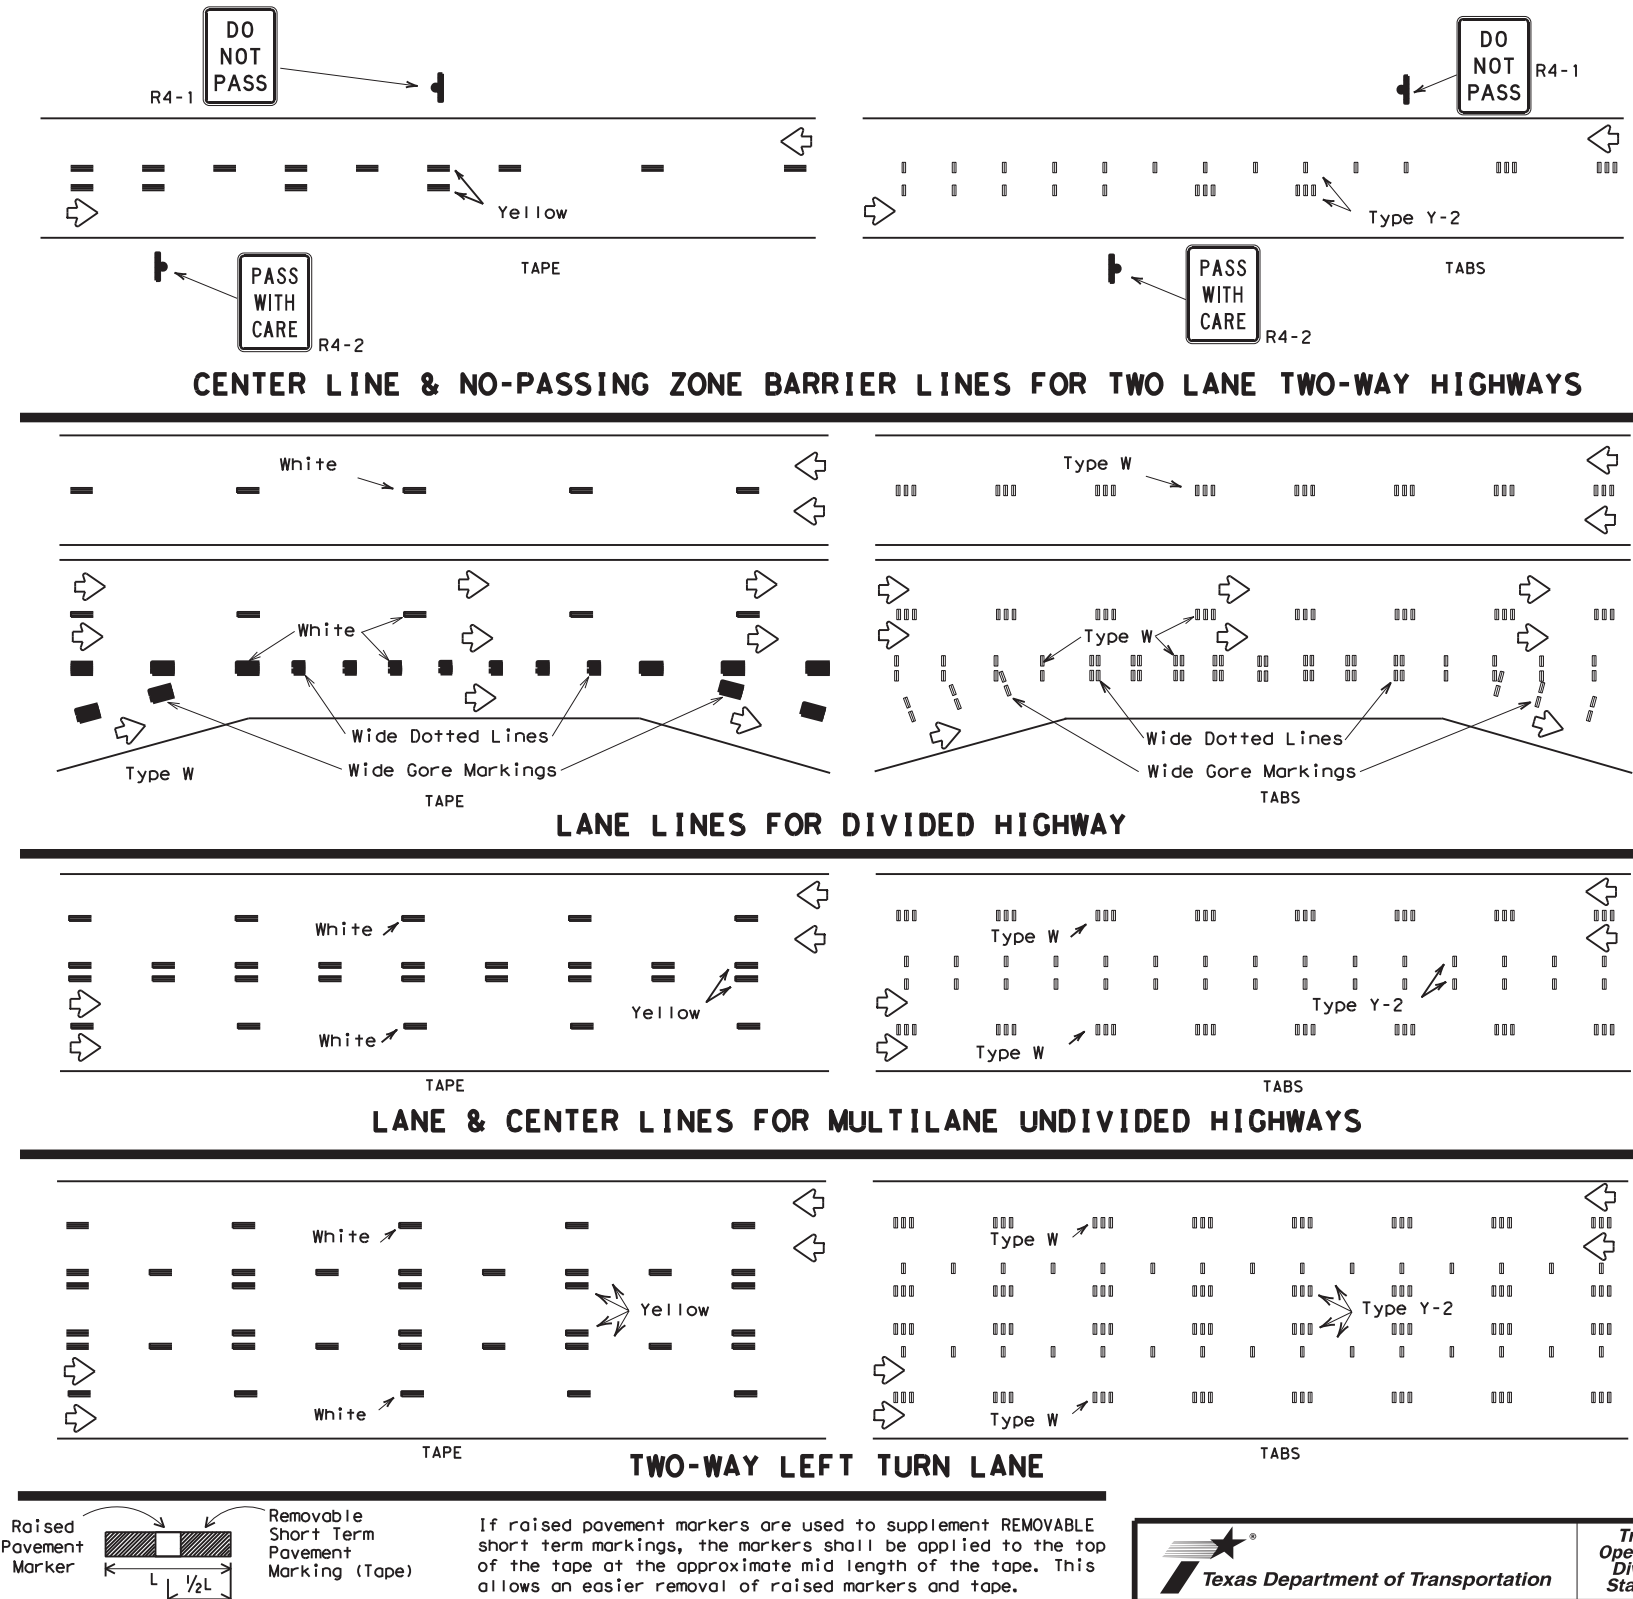 DO
NOT
PASS
R4-1
DO
NOT
PASS
R4-1
Yellow
Type Y-2
PASS
WITH
CARE
R4-2
TAPE
PASS
WITH
CARE
R4-2
TABS
CENTER LINE & NO-PASSING ZONE BARRIER LINES FOR TWO LANE TWO-WAY HIGHWAYS
White
Type W
White
Type W
Wide Dotted Lines
Wide Gore Markings
Type W
TAPE
Wide Dotted Lines
Wide Gore Markings
TABS
LANE LINES FOR DIVIDED HIGHWAY
White
Type W
Yellow
Type Y-2
White
Type W
TAPE
TABS
LANE & CENTER LINES FOR MULTILANE UNDIVIDED HIGHWAYS
White
Type W
Yellow
Type Y-2
White
Type W
TAPE
TABS
TWO-WAY LEFT TURN LANE
Raised
Pavement
Marker
L
1/2L
Removable
Short Term
Pavement
Marking (Tape)
If raised pavement markers are used to supplement REMOVABLE
short term markings, the markers shall be applied to the top
of the tape at the approximate mid length of the tape. This
allows an easier removal of raised markers and tape.
®
Texas Department of Transportation